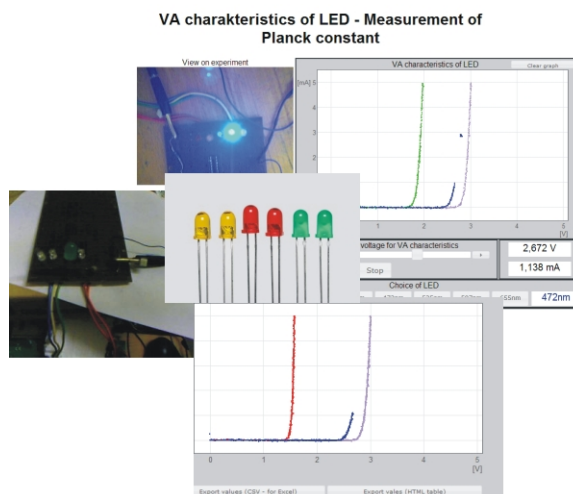 VA charakteristics of LED - Measurement of
Planck constant
View on experiment
VA characteristics of LED
Clear graph
[mA] 5
4
3
2
1
0 1 2 3 4 5
[V]
voltage for VA characteristics
2,672 V
Stop
1,138 mA
Choice of LED
472nm
0 1 2 3 4 5
[V]
Export values (CSV - for Excel) Export vales (HTML table)